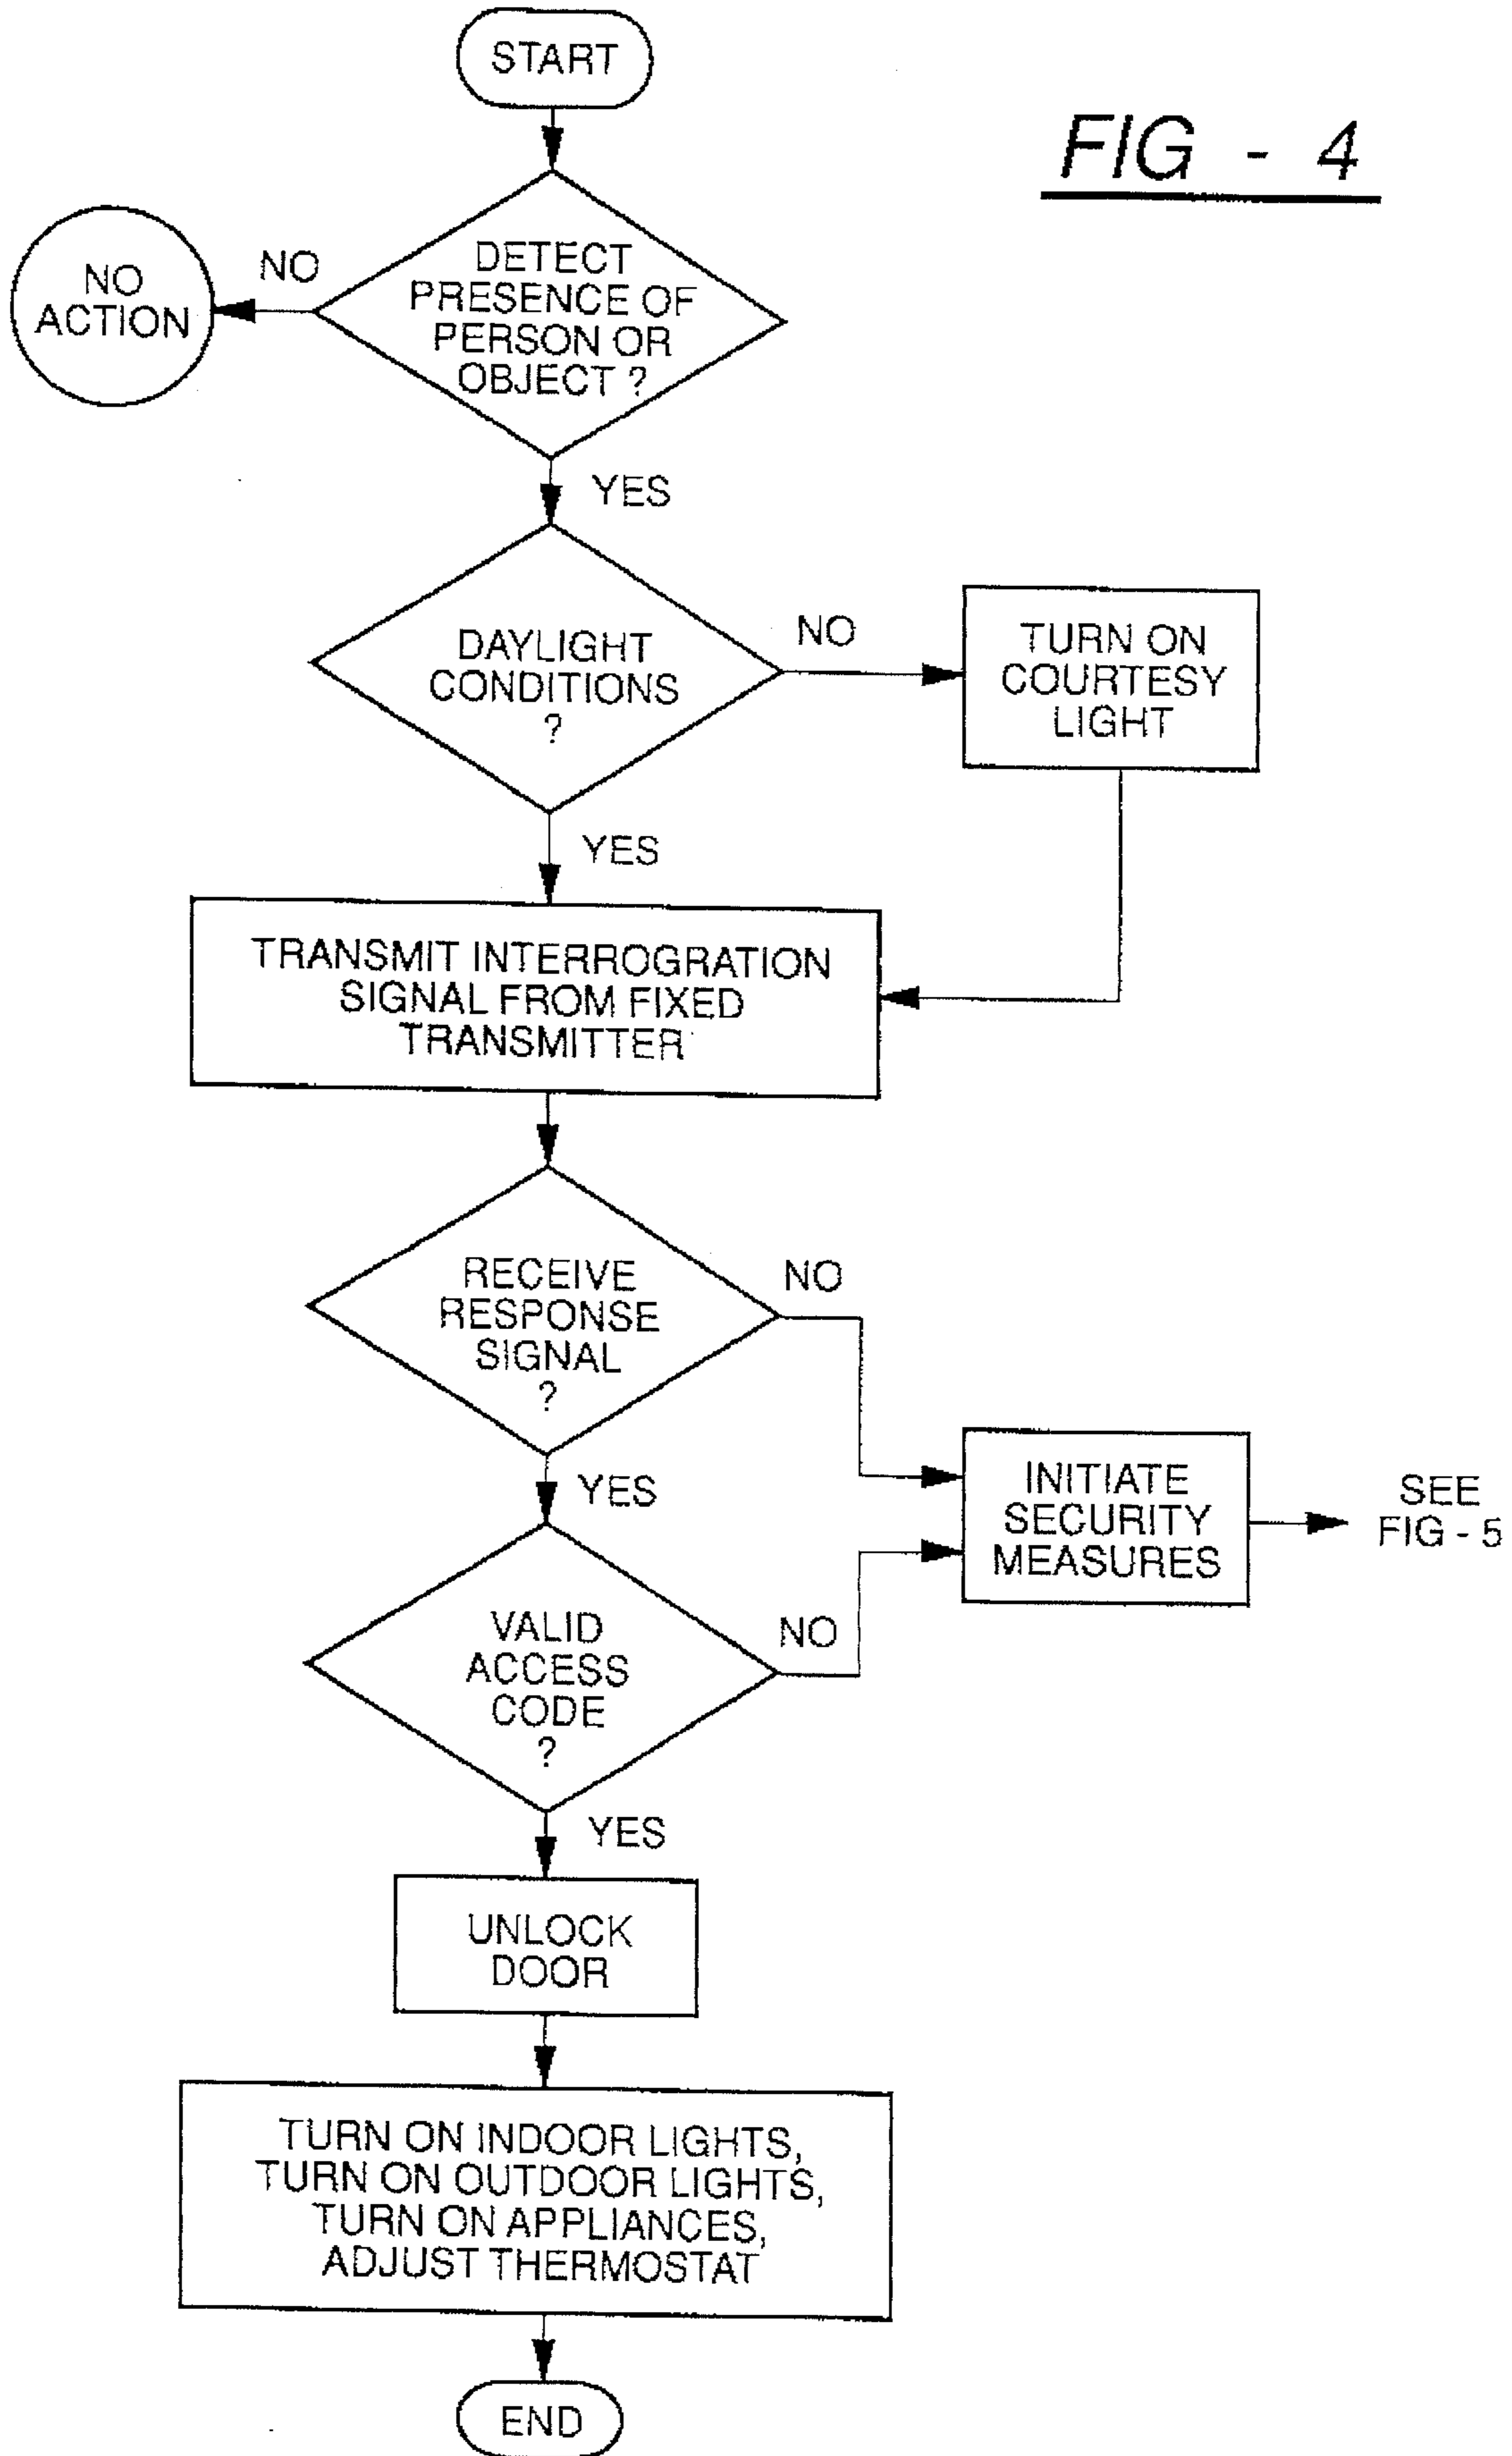 START
FIG - 4
NO
ACTION
NO
DETECT
PRESENCE OF
PERSON OR
OBJECT ?
YES
DAYLIGHT
CONDITIONS
?
NO
TURN ON
COURTESY
LIGHT
YES
TRANSMIT INTERROGRATION
SIGNAL FROM FIXED
TRANSMITTER
RECEIVE
RESPONSE
SIGNAL
?
NO
YES
INITIATE
SECURITY
MEASURES
SEE
FIG - 5
VALID
ACCESS
CODE
?
NO
YES
UNLOCK
DOOR
TURN ON INDOOR LIGHTS,
TURN ON OUTDOOR LIGHTS,
TURN ON APPLIANCES,
ADJUST THERMOSTAT
END